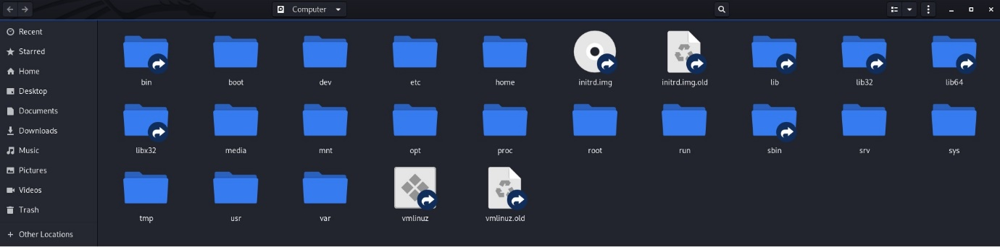 Computer
Recent
Starred
Home
Desktop
Documents
Downloads
Music
Pictures
Videos
Trash
Other Locations
bin boot dev etc home initrd.img initrd.img.old lib lib32 lib64
libx32 media mnt opt proc root run sbin srv sys
tmp usr var vmlinuz vmlinuz.old